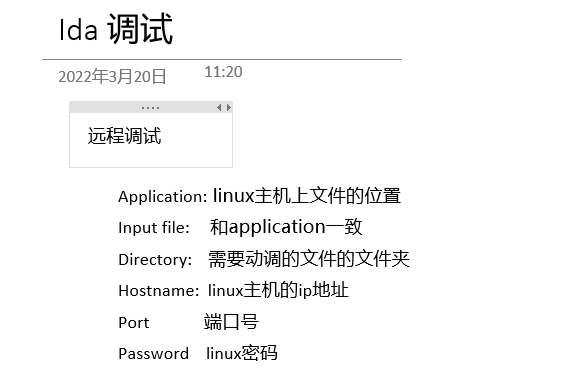 Ida 调试
2022年3月20日 11:20
远程调试
Application: linux主机上文件的位置
Input file: 和application一致
Directory: 需要动调的文件的文件夹
Hostname: linux主机的ip地址
Port 端口号
Password linux密码